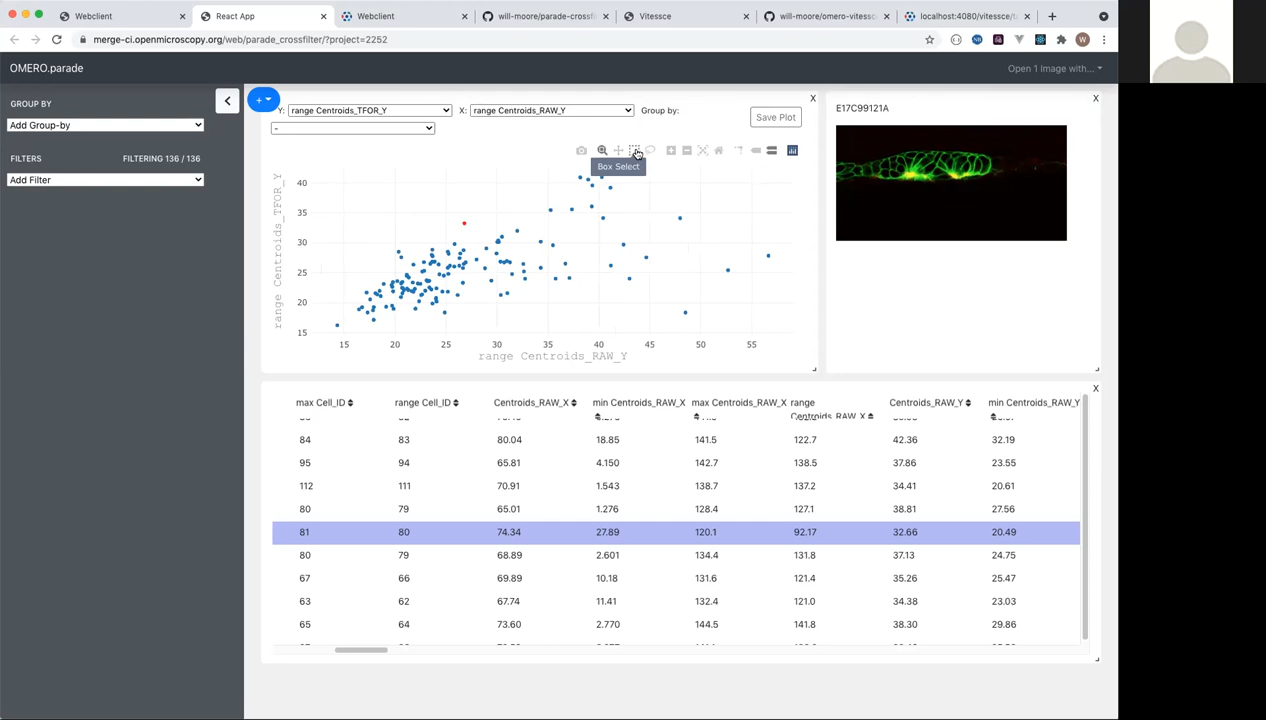 Webclient
React App
Webclient
will-moore/parade-crossfi
Vitessce
will-moore/omero-vitessc
localhost:4080/vitessce/t
merge-ci.openmicroscopy.org/web/parade_crossfilter/?project=2252
W
OMERO.parade
Open 1 Image with...
GROUP BY
Add Group-by
FILTERS FILTERING 136 / 136
Add Filter
+
X
Y: range Centroids_TFOR_Y X: range Centroids_RAW_Y Group by:
-
Save Plot
Box Select
range Centroids_TFOR_Y
40
35
30
25
20
15
15 20 25 30 35 40 45 50 55
range Centroids_RAW_Y
X
E17C99121A
X
max Cell_ID range Cell_ID Centroids_RAW_X min Centroids_RAW_X max Centroids_RAW_X range Centroids_RAW_X Centroids_RAW_Y min Centroids_RAW_Y
84 83 80.04 18.85 141.5 122.7 42.36 32.19
95 94 65.81 4.150 142.7 138.5 37.86 23.55
112 111 70.91 1.543 138.7 137.2 34.41 20.61
80 79 65.01 1.276 128.4 127.1 38.81 27.56
81 80 74.34 27.89 120.1 92.17 32.66 20.49
80 79 68.89 2.601 134.4 131.8 37.13 24.75
67 66 69.89 10.18 131.6 121.4 35.26 25.47
63 62 67.74 11.41 132.4 121.0 34.38 23.03
65 64 73.60 2.770 144.5 141.8 38.30 29.86